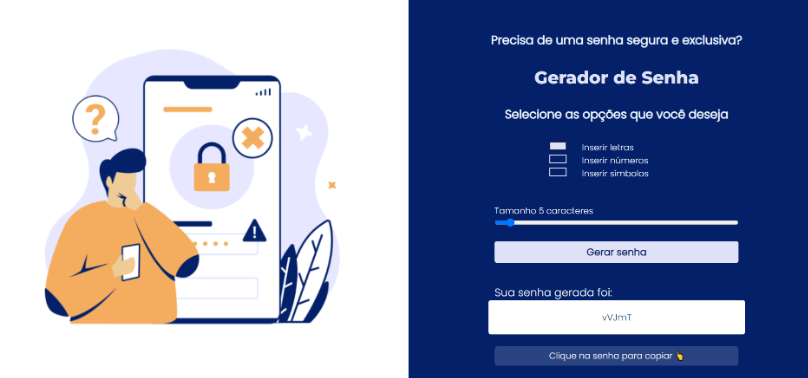 Precisa de uma senha segura e exclusiva?
Gerador de Senha
Selecione as opções que você deseja
Inserir letras
Inserir números
Inserir símbolos
Tamanho 5 caracteres
Gerar senha
Sua senha gerada foi:
vVJmT
Clique na senha para copiar 👆
?